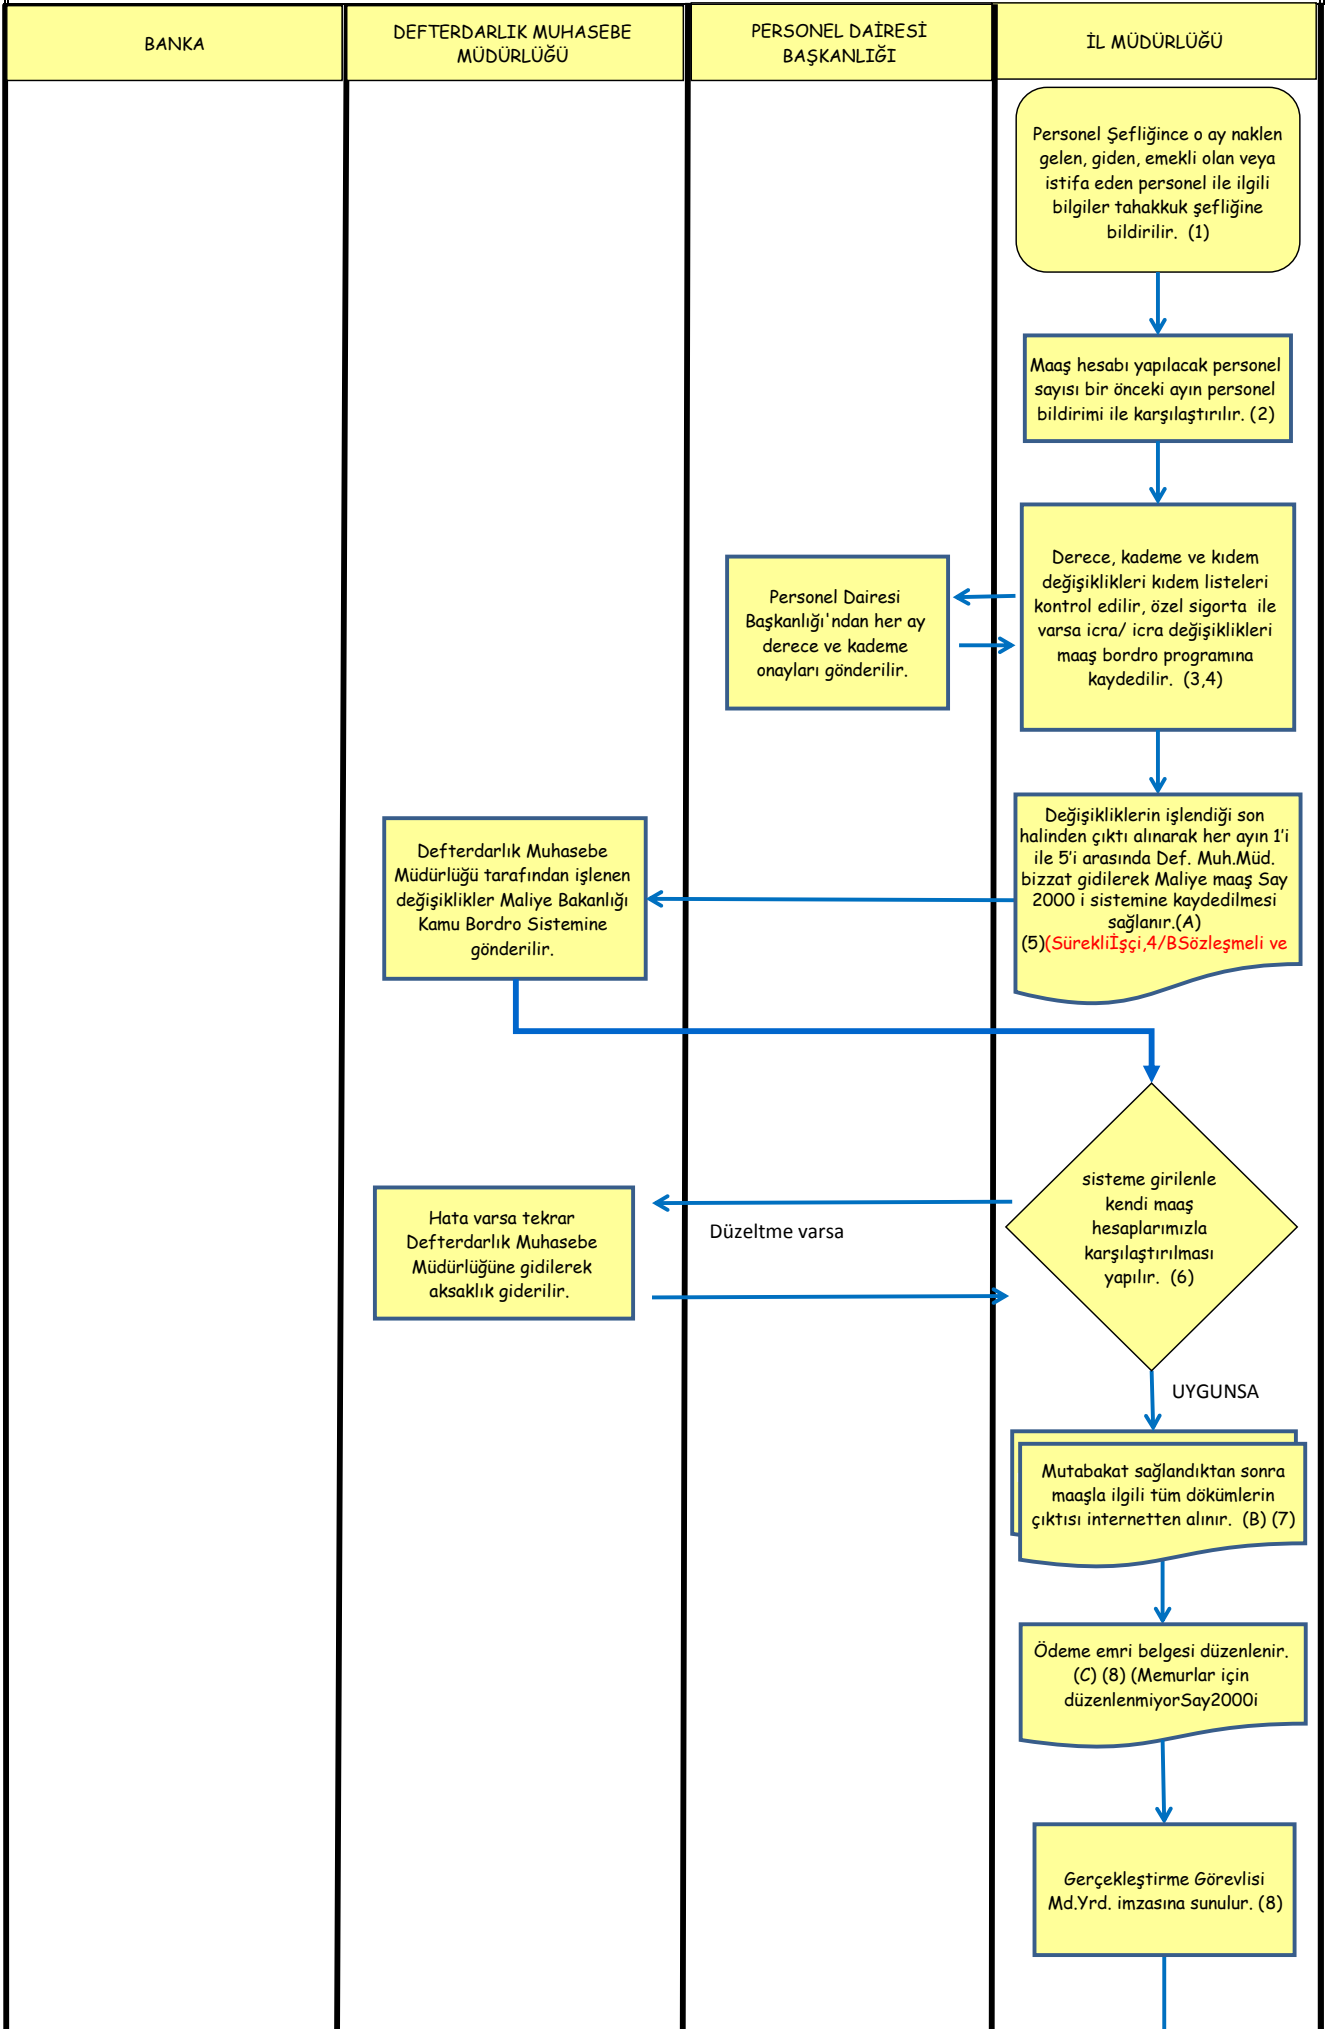 BANKA
DEFTERDARLIK MUHASEBE
MÜDÜRLÜĞÜ
PERSONEL DAİRESİ
BAŞKANLIĞI
İL MÜDÜRLÜĞÜ
Personel Şefliğince o ay naklen
gelen, giden, emekli olan veya
istifa eden personel ile ilgili
bilgiler tahakkuk şefliğine
bildirilir. (1)
Maaş hesabı yapılacak personel
sayısı bir önceki ayın personel
bildirimi ile karşılaştırılır. (2)
Derece, kademe ve kıdem
değişiklikleri kıdem listeleri
kontrol edilir, özel sigorta ile
varsa icra/ icra değişiklikleri
maaş bordro programına
kaydedilir. (3,4)
Personel Dairesi
Başkanlığı'ndan her ay
derece ve kademe
onayları gönderilir.
Değişikliklerin işlendiği son
halinden çıktı alınarak her ayın 1'i
ile 5'i arasında Def. Muh.Müd.
bizzat gidilerek Maliye maaş Say
2000 i sistemine kaydedilmesi
sağlanır.(A)
(5)(Sürekliİşçi,4/BSözleşmeli ve
Defterdarlık Muhasebe
Müdürlüğü tarafından işlenen
değişiklikler Maliye Bakanlığı
Kamu Bordro Sistemine
gönderilir.
sisteme girilenle
kendi maaş
hesaplarımızla
karşılaştırılması
yapılır. (6)
Düzeltme varsa
Hata varsa tekrar
Defterdarlık Muhasebe
Müdürlüğüne gidilerek
aksaklık giderilir.
UYGUNSA
Mutabakat sağlandıktan sonra
maaşla ilgili tüm dökümlerin
çıktısı internetten alınır. (B) (7)
Ödeme emri belgesi düzenlenir.
(C) (8) (Memurlar için
düzenlenmiyorSay2000i
Gerçekleştirme Görevlisi
Md.Yrd. imzasına sunulur. (8)